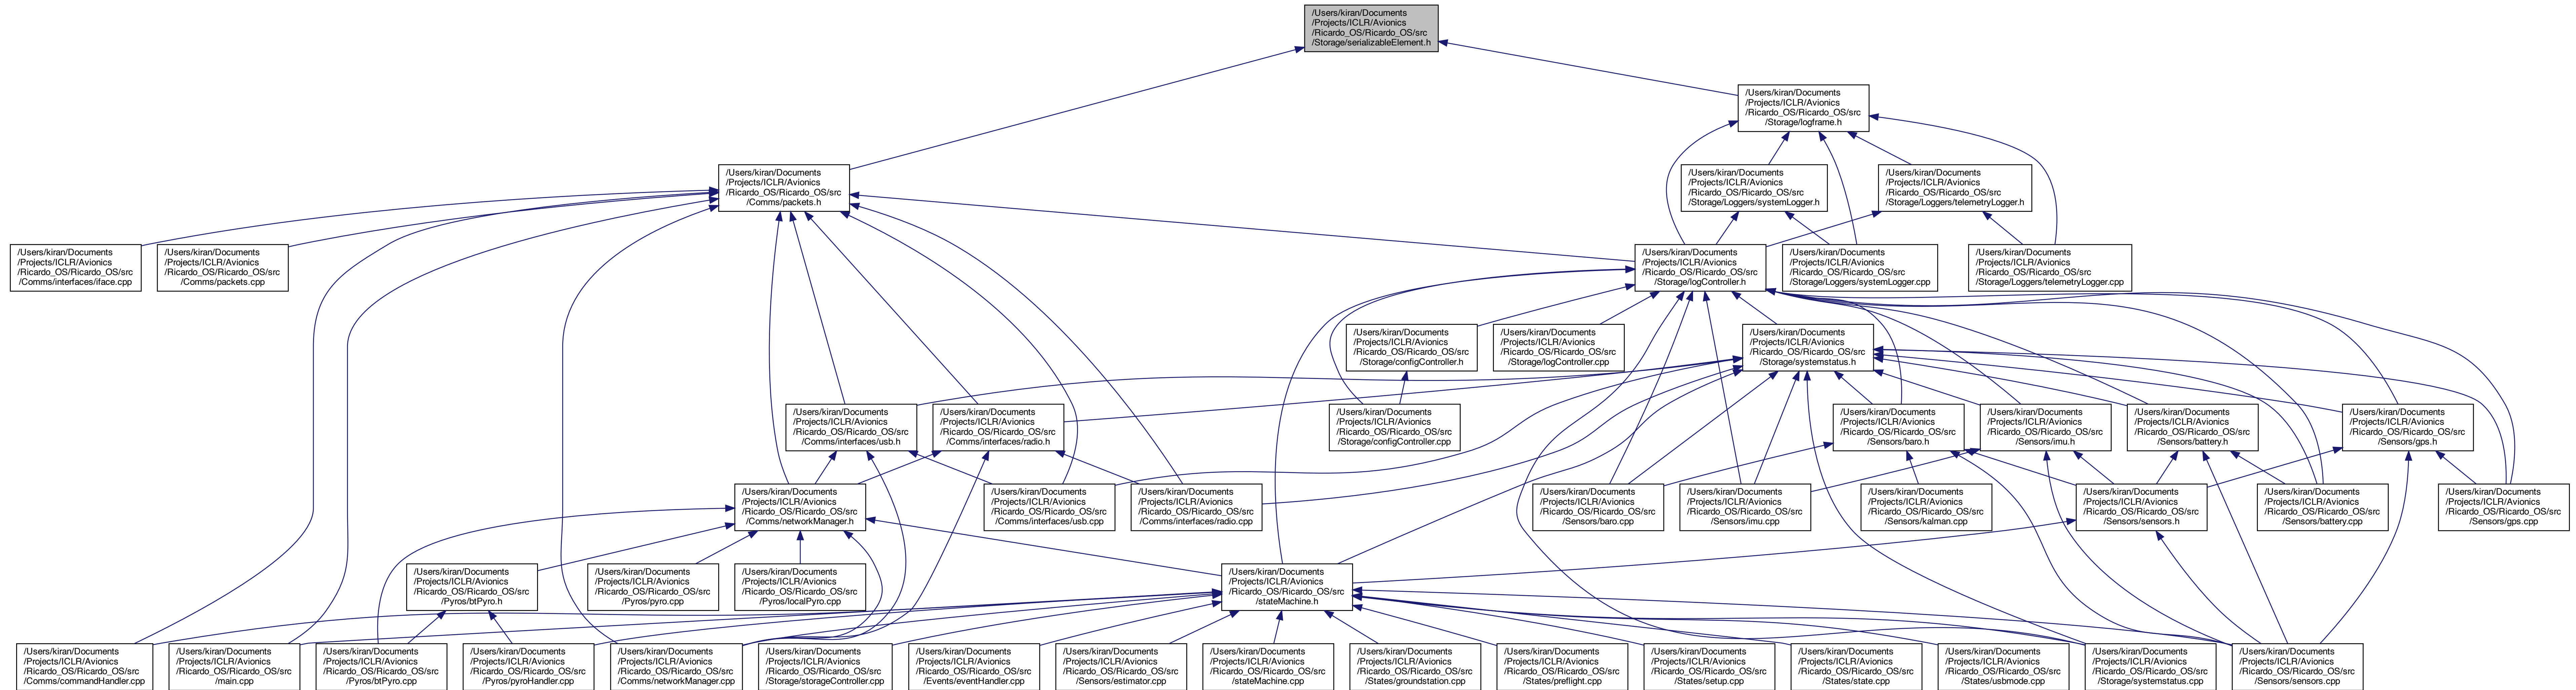 /Users/kiran/Documents
/Projects/ICLR/Avionics
/Ricardo_OS/Ricardo_OS/src
/Storage/serializableElement.h
/Users/kiran/Documents
/Projects/ICLR/Avionics
/Ricardo_OS/Ricardo_OS/src
/Storage/logframe.h
/Users/kiran/Documents
/Projects/ICLR/Avionics
/Ricardo_OS/Ricardo_OS/src
/Comms/packets.h
/Users/kiran/Documents
/Projects/ICLR/Avionics
/Ricardo_OS/Ricardo_OS/src
/Storage/Loggers/systemLogger.h
/Users/kiran/Documents
/Projects/ICLR/Avionics
/Ricardo_OS/Ricardo_OS/src
/Storage/Loggers/telemetryLogger.h
/Users/kiran/Documents
/Projects/ICLR/Avionics
/Ricardo_OS/Ricardo_OS/src
/Comms/interfaces/iface.cpp
/Users/kiran/Documents
/Projects/ICLR/Avionics
/Ricardo_OS/Ricardo_OS/src
/Comms/packets.cpp
/Users/kiran/Documents
/Projects/ICLR/Avionics
/Ricardo_OS/Ricardo_OS/src
/Storage/logController.h
/Users/kiran/Documents
/Projects/ICLR/Avionics
/Ricardo_OS/Ricardo_OS/src
/Storage/Loggers/systemLogger.cpp
/Users/kiran/Documents
/Projects/ICLR/Avionics
/Ricardo_OS/Ricardo_OS/src
/Storage/Loggers/telemetryLogger.cpp
/Users/kiran/Documents
/Projects/ICLR/Avionics
/Ricardo_OS/Ricardo_OS/src
/Storage/configController.h
/Users/kiran/Documents
/Projects/ICLR/Avionics
/Ricardo_OS/Ricardo_OS/src
/Storage/logController.cpp
/Users/kiran/Documents
/Projects/ICLR/Avionics
/Ricardo_OS/Ricardo_OS/src
/Storage/systemstatus.h
/Users/kiran/Documents
/Projects/ICLR/Avionics
/Ricardo_OS/Ricardo_OS/src
/Comms/interfaces/usb.h
/Users/kiran/Documents
/Projects/ICLR/Avionics
/Ricardo_OS/Ricardo_OS/src
/Comms/interfaces/radio.h
/Users/kiran/Documents
/Projects/ICLR/Avionics
/Ricardo_OS/Ricardo_OS/src
/Storage/configController.cpp
/Users/kiran/Documents
/Projects/ICLR/Avionics
/Ricardo_OS/Ricardo_OS/src
/Sensors/baro.h
/Users/kiran/Documents
/Projects/ICLR/Avionics
/Ricardo_OS/Ricardo_OS/src
/Sensors/imu.h
/Users/kiran/Documents
/Projects/ICLR/Avionics
/Ricardo_OS/Ricardo_OS/src
/Sensors/battery.h
/Users/kiran/Documents
/Projects/ICLR/Avionics
/Ricardo_OS/Ricardo_OS/src
/Sensors/gps.h
/Users/kiran/Documents
/Projects/ICLR/Avionics
/Ricardo_OS/Ricardo_OS/src
/Comms/networkManager.h
/Users/kiran/Documents
/Projects/ICLR/Avionics
/Ricardo_OS/Ricardo_OS/src
/Comms/interfaces/usb.cpp
/Users/kiran/Documents
/Projects/ICLR/Avionics
/Ricardo_OS/Ricardo_OS/src
/Comms/interfaces/radio.cpp
/Users/kiran/Documents
/Projects/ICLR/Avionics
/Ricardo_OS/Ricardo_OS/src
/Sensors/baro.cpp
/Users/kiran/Documents
/Projects/ICLR/Avionics
/Ricardo_OS/Ricardo_OS/src
/Sensors/imu.cpp
/Users/kiran/Documents
/Projects/ICLR/Avionics
/Ricardo_OS/Ricardo_OS/src
/Sensors/kalman.cpp
/Users/kiran/Documents
/Projects/ICLR/Avionics
/Ricardo_OS/Ricardo_OS/src
/Sensors/sensors.h
/Users/kiran/Documents
/Projects/ICLR/Avionics
/Ricardo_OS/Ricardo_OS/src
/Sensors/battery.cpp
/Users/kiran/Documents
/Projects/ICLR/Avionics
/Ricardo_OS/Ricardo_OS/src
/Sensors/gps.cpp
/Users/kiran/Documents
/Projects/ICLR/Avionics
/Ricardo_OS/Ricardo_OS/src
/Pyros/btPyro.h
/Users/kiran/Documents
/Projects/ICLR/Avionics
/Ricardo_OS/Ricardo_OS/src
/Pyros/pyro.cpp
/Users/kiran/Documents
/Projects/ICLR/Avionics
/Ricardo_OS/Ricardo_OS/src
/Pyros/localPyro.cpp
/Users/kiran/Documents
/Projects/ICLR/Avionics
/Ricardo_OS/Ricardo_OS/src
/stateMachine.h
/Users/kiran/Documents
/Projects/ICLR/Avionics
/Ricardo_OS/Ricardo_OS/src
/Comms/commandHandler.cpp
/Users/kiran/Documents
/Projects/ICLR/Avionics
/Ricardo_OS/Ricardo_OS/src
/main.cpp
/Users/kiran/Documents
/Projects/ICLR/Avionics
/Ricardo_OS/Ricardo_OS/src
/Pyros/btPyro.cpp
/Users/kiran/Documents
/Projects/ICLR/Avionics
/Ricardo_OS/Ricardo_OS/src
/Pyros/pyroHandler.cpp
/Users/kiran/Documents
/Projects/ICLR/Avionics
/Ricardo_OS/Ricardo_OS/src
/Comms/networkManager.cpp
/Users/kiran/Documents
/Projects/ICLR/Avionics
/Ricardo_OS/Ricardo_OS/src
/Storage/storageController.cpp
/Users/kiran/Documents
/Projects/ICLR/Avionics
/Ricardo_OS/Ricardo_OS/src
/Events/eventHandler.cpp
/Users/kiran/Documents
/Projects/ICLR/Avionics
/Ricardo_OS/Ricardo_OS/src
/Sensors/estimator.cpp
/Users/kiran/Documents
/Projects/ICLR/Avionics
/Ricardo_OS/Ricardo_OS/src
/stateMachine.cpp
/Users/kiran/Documents
/Projects/ICLR/Avionics
/Ricardo_OS/Ricardo_OS/src
/States/groundstation.cpp
/Users/kiran/Documents
/Projects/ICLR/Avionics
/Ricardo_OS/Ricardo_OS/src
/States/preflight.cpp
/Users/kiran/Documents
/Projects/ICLR/Avionics
/Ricardo_OS/Ricardo_OS/src
/States/setup.cpp
/Users/kiran/Documents
/Projects/ICLR/Avionics
/Ricardo_OS/Ricardo_OS/src
/States/state.cpp
/Users/kiran/Documents
/Projects/ICLR/Avionics
/Ricardo_OS/Ricardo_OS/src
/States/usbmode.cpp
/Users/kiran/Documents
/Projects/ICLR/Avionics
/Ricardo_OS/Ricardo_OS/src
/Storage/systemstatus.cpp
/Users/kiran/Documents
/Projects/ICLR/Avionics
/Ricardo_OS/Ricardo_OS/src
/Sensors/sensors.cpp